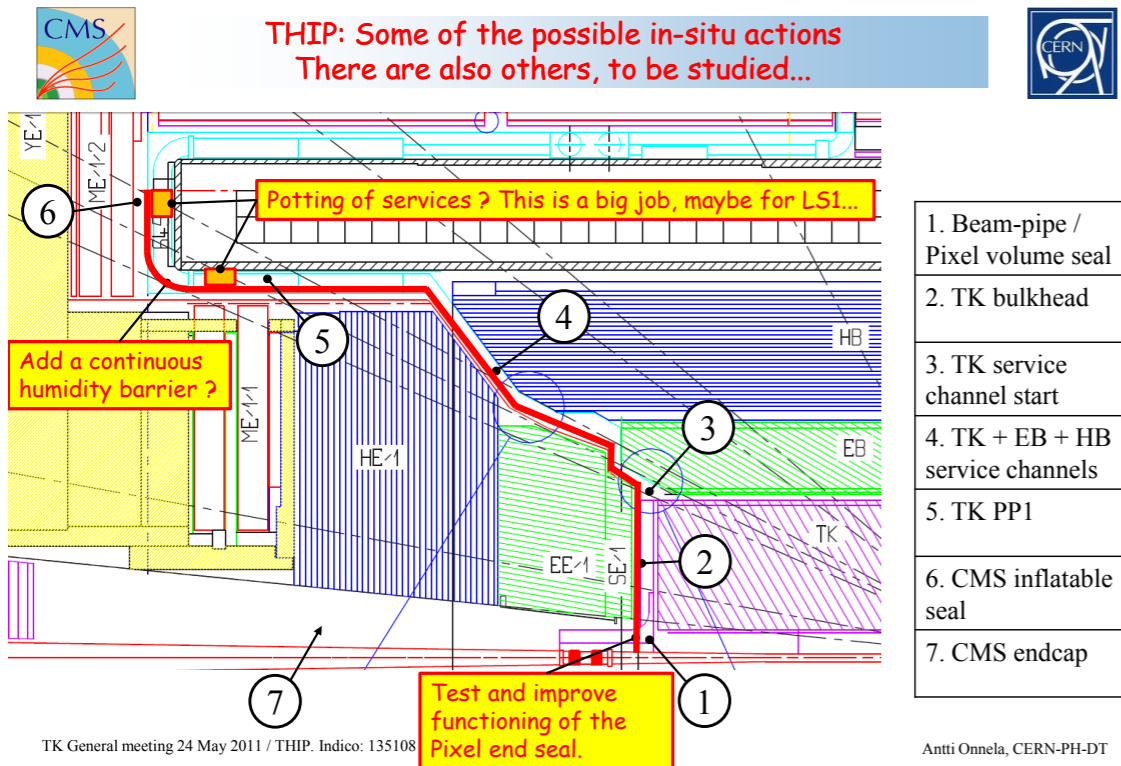 CMS
THIP: Some of the possible in-situ actions
There are also others, to be studied...
CERN
YE-1
ME-1-2
6
Potting of services ? This is a big job, maybe for LS1...
5
4
HB
Add a continuous
humidity barrier ?
ME-1-1
HE-1
3
EB
TK
EE-1
SE-1
2
7
1
Test and improve
functioning of the
Pixel end seal.
1. Beam-pipe /
Pixel volume seal
2. TK bulkhead
3. TK service
channel start
4. TK + EB + HB
service channels
5. TK PP1
6. CMS inflatable
seal
7. CMS endcap
TK General meeting 24 May 2011 / THIP. Indico: 135108
Antti Onnela, CERN-PH-DT